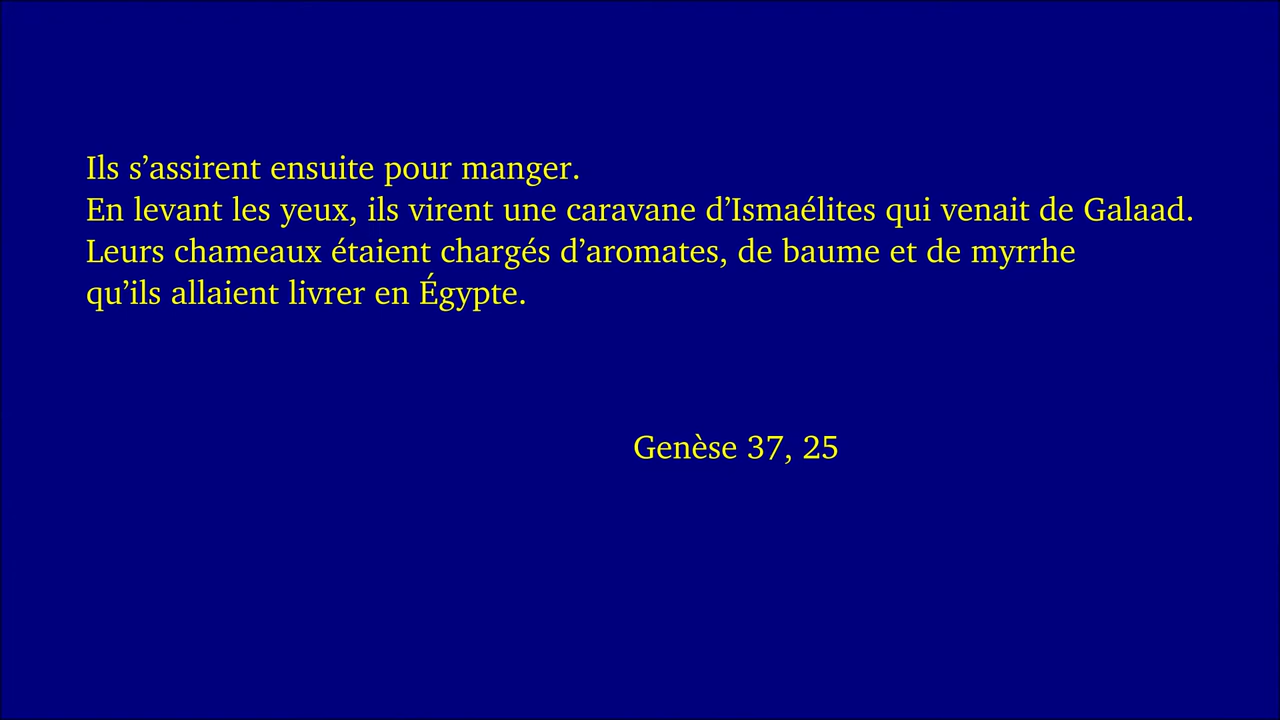 Ils s’assirent ensuite pour manger.
En levant les yeux, ils virent une caravane d’Ismaélites qui venait de Galaad.
Leurs chameaux étaient chargés d’aromates, de baume et de myrrhe
qu’ils allaient livrer en Égypte.
Genèse 37, 25